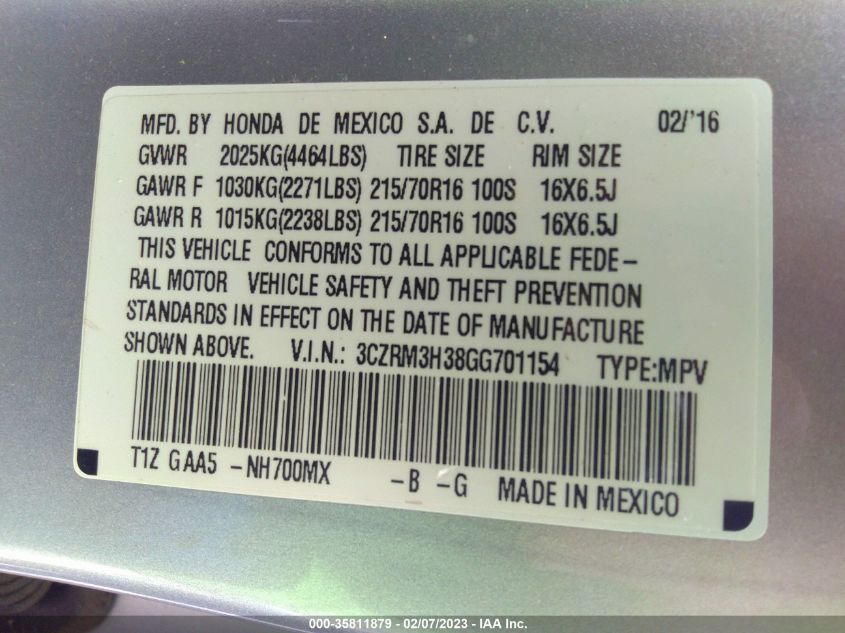 MFD. BY HONDA DE MEXICO S.A. DE C.V. 02/'16
GVWR 2025KG(4464LBS) TIRE SIZE RIM SIZE
GAWR F 1030KG(2271LBS) 215/70R16 100S 16X6.5J
GAWR R 1015KG(2238LBS) 215/70R16 100S 16X6.5J
THIS VEHICLE CONFORMS TO ALL APPLICABLE FEDE-
RAL MOTOR VEHICLE SAFETY AND THEFT PREVENTION
STANDARDS IN EFFECT ON THE DATE OF MANUFACTURE
SHOWN ABOVE. V.I.N.: 3CZRM3H38GG701154 TYPE:MPV
T1Z GAA5 -NH700MX -B -G MADE IN MEXICO
000-35811879 - 02/07/2023 - IAA Inc.